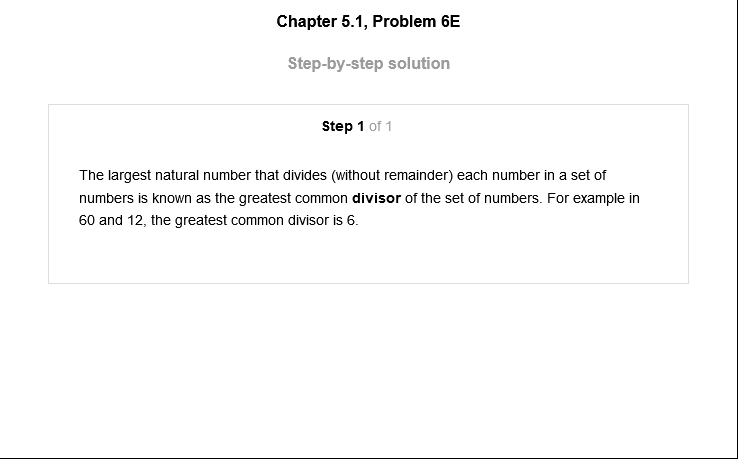 Chapter 5.1, Problem 6E
Step-by-step solution
Step 1 of 1
The largest natural number that divides (without remainder) each number in a set of
numbers is known as the greatest common divisor of the set of numbers. For example in
60 and 12, the greatest common divisor is 6.